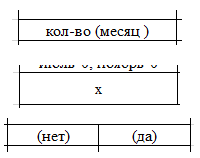 кол-во (месяц )
х
(нет) (да)